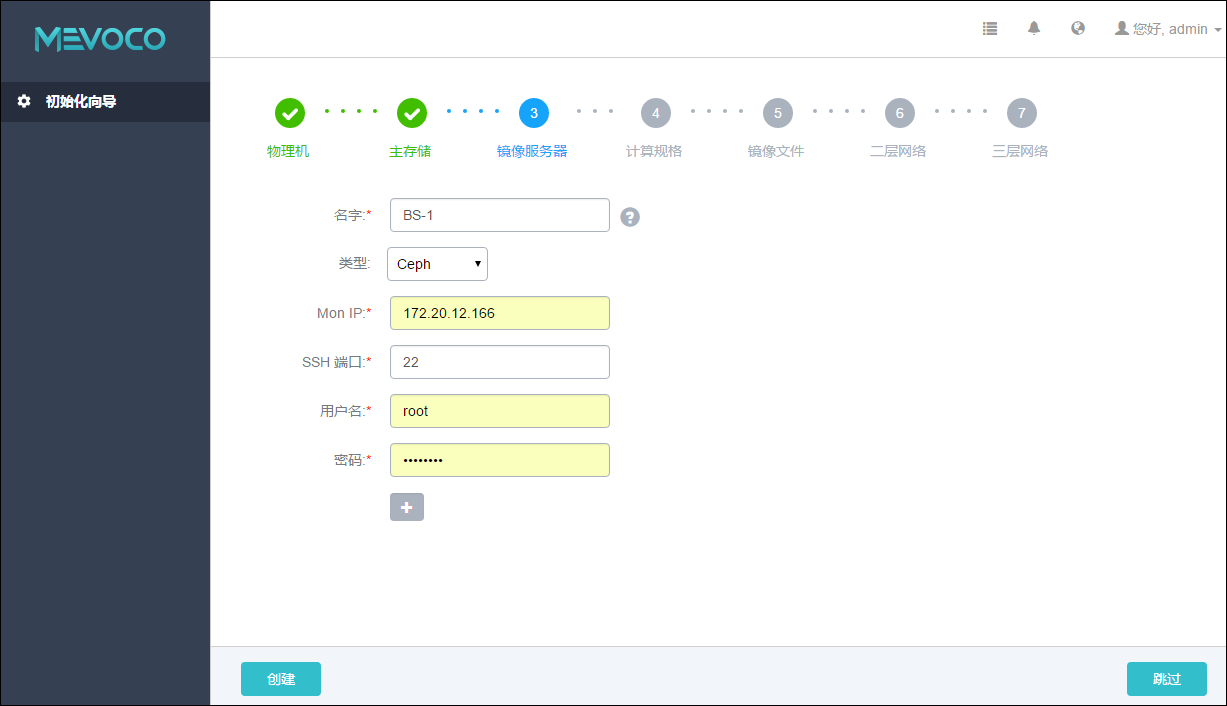 MEVOCO
您好, admin
初始化向导
3 4 5 6 7
物理机 主存储 镜像服务器 计算规格 镜像文件 二层网络 三层网络
名字:* BS-1 ?
类型: Ceph
Mon IP:* 172.20.12.166
SSH 端口:* 22
用户名:* root
密码:* ••••••••
+
创建 跳过